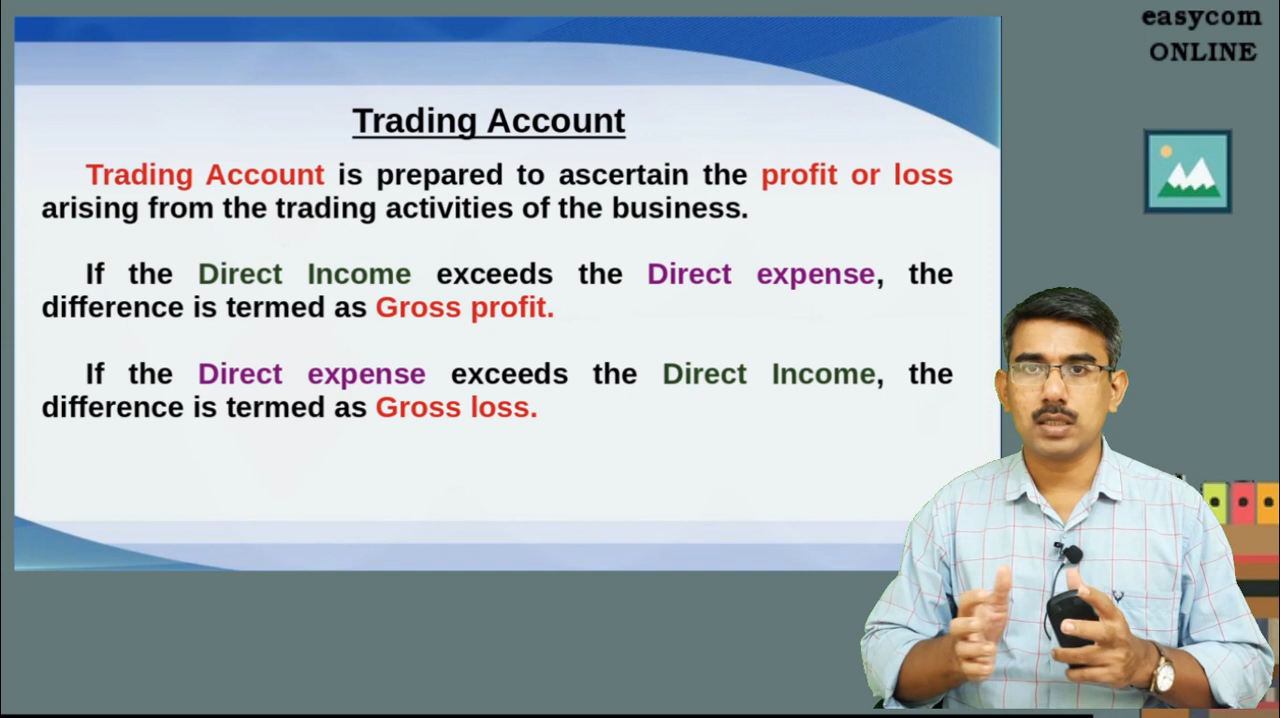 easycom
ONLINE
Trading Account
Trading Account is prepared to ascertain the profit or loss
arising from the trading activities of the business.
If the Direct Income exceeds the Direct expense, the
difference is termed as Gross profit.
If the Direct expense exceeds the Direct Income, the
difference is termed as Gross loss.